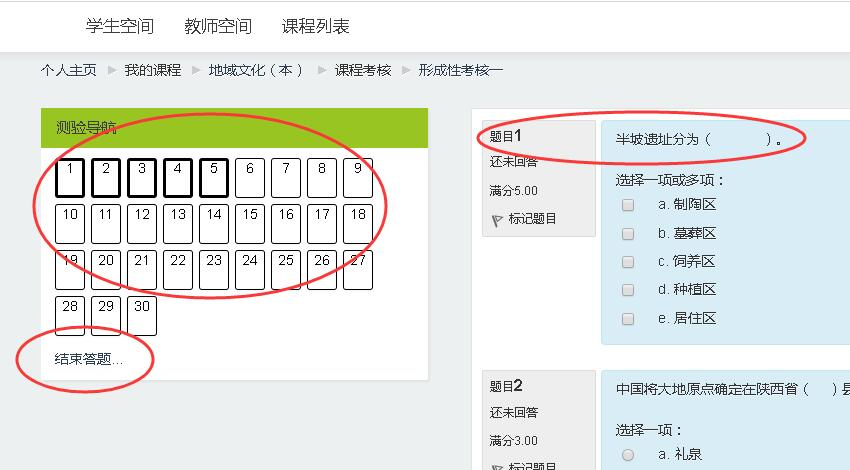 学生空间 教师空间 课程列表
个人主页 ▶ 我的课程 ▶ 地域文化（本） ▶ 课程考核 ▶ 形成性考核一
测验导航
1 2 3 4 5 6 7 8 9
10 11 12 13 14 15 16 17 18
19 20 21 22 23 24 25 26 27
28 29 30
结束答题...
题目1
还未回答
满分5.00
标记题目
半坡遗址分为（ ）。
选择一项或多项：
a. 制陶区
b. 墓葬区
c. 饲养区
d. 种植区
e. 居住区
题目2
还未回答
满分3.00
标记题目
中国将大地原点确定在陕西省（ ）县
选择一项：
a. 礼泉